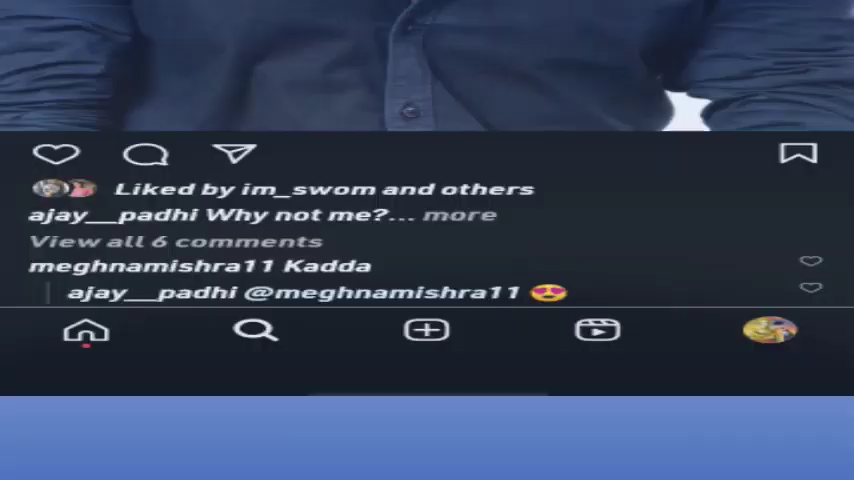 Liked by im_swom and others
ajay__padhi Why not me?... more
View all 6 comments
meghnamishra11 Kadda
ajay__padhi @meghnamishra11 😍